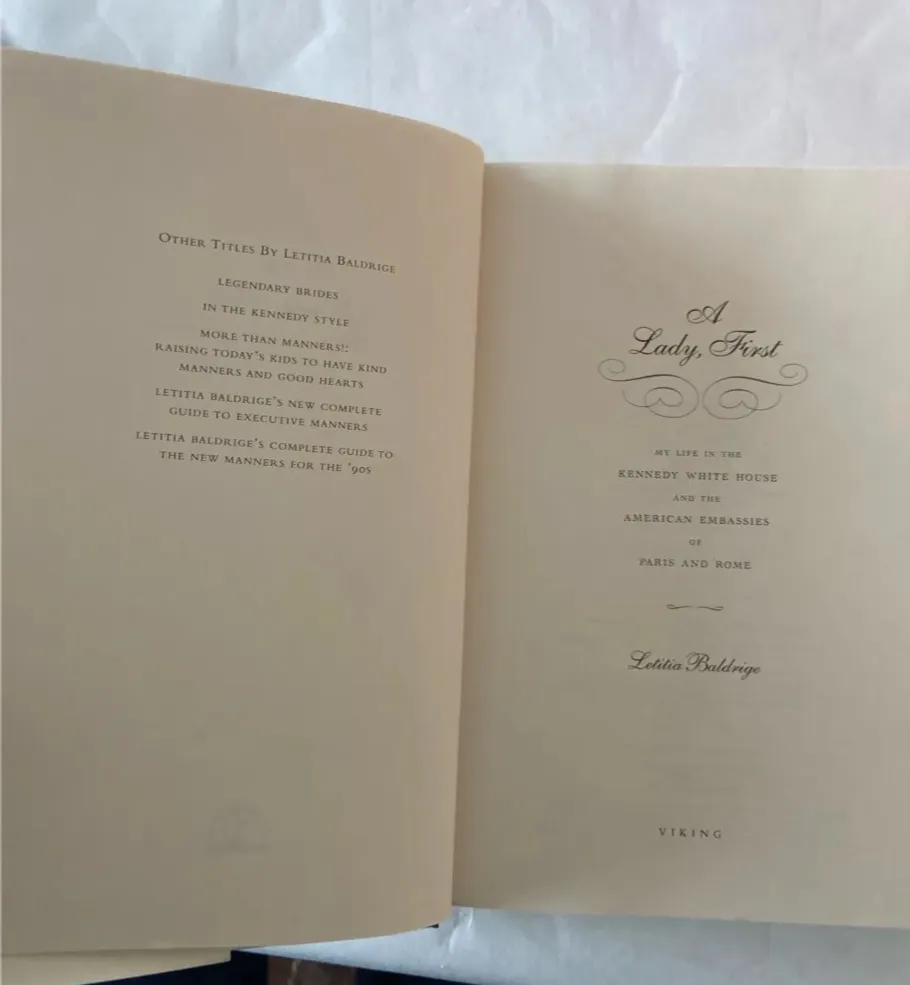 OTHER TITLES BY LETITIA BALDRIGE
LEGENDARY BRIDES
IN THE KENNEDY STYLE
MORE THAN MANNERS!:
RAISING TODAY'S KIDS TO HAVE KIND
MANNERS AND GOOD HEARTS
LETITIA BALDRIGE'S NEW COMPLETE
GUIDE TO EXECUTIVE MANNERS
LETITIA BALDRIGE'S COMPLETE GUIDE TO
THE NEW MANNERS FOR THE '90S
A
Lady, First
MY LIFE IN THE
KENNEDY WHITE HOUSE
AND THE
AMERICAN EMBASSIES
OF
PARIS AND ROME
Letitia Baldrige
VIKING